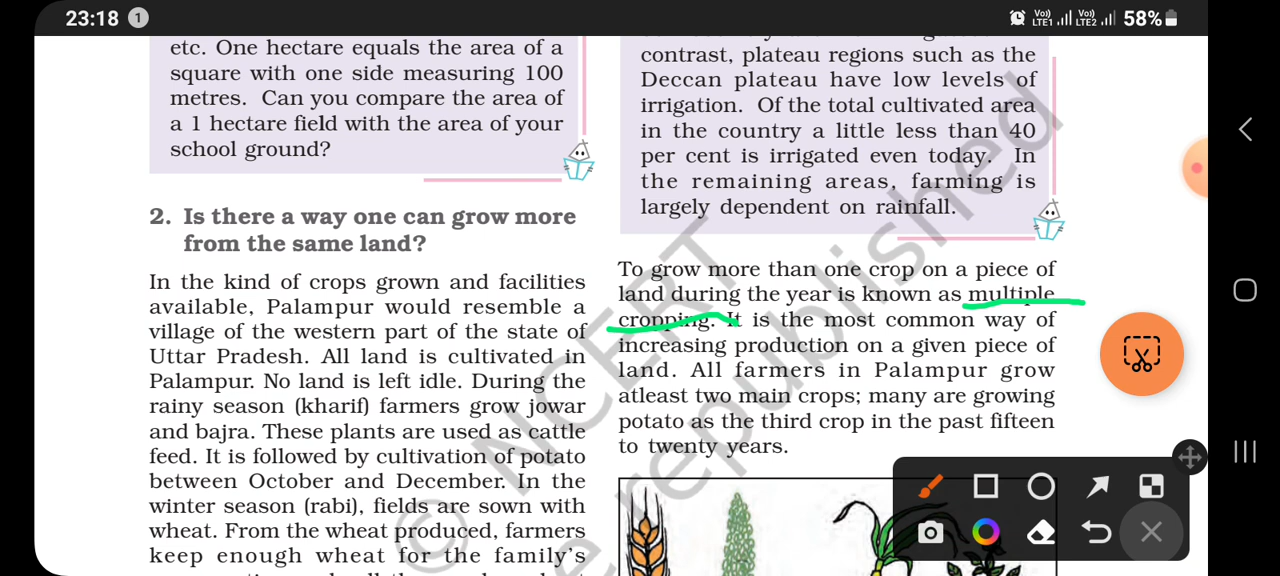 23:18 1
Vo)) LTE1 Vo)) LTE2 58%
etc. One hectare equals the area of a
square with one side measuring 100
metres. Can you compare the area of
a 1 hectare field with the area of your
school ground?
2. Is there a way one can grow more
from the same land?
In the kind of crops grown and facilities
available, Palampur would resemble a
village of the western part of the state of
Uttar Pradesh. All land is cultivated in
Palampur. No land is left idle. During the
rainy season (kharif) farmers grow jowar
and bajra. These plants are used as cattle
feed. It is followed by cultivation of potato
between October and December. In the
winter season (rabi), fields are sown with
wheat. From the wheat produced, farmers
keep enough wheat for the family's
contrast, plateau regions such as the
Deccan plateau have low levels of
irrigation. Of the total cultivated area
in the country a little less than 40
per cent is irrigated even today. In
the remaining areas, farming is
largely dependent on rainfall.
To grow more than one crop on a piece of
land during the year is known as multiple
cropping. It is the most common way of
increasing production on a given piece of
land. All farmers in Palampur grow
atleast two main crops; many are growing
potato as the third crop in the past fifteen
to twenty years.
© NCERT
be republished